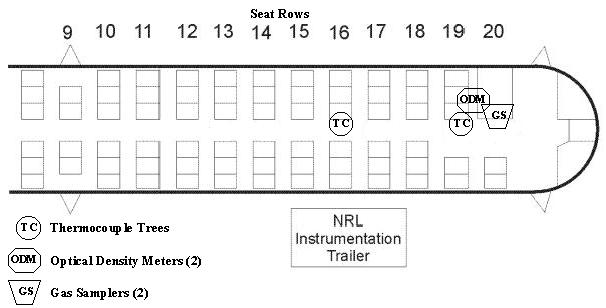 Seat Rows
9 10 11 12 13 14 15 16 17 18 19 20
ODM
GS
TC
TC
NRL
Instrumentation
Trailer
TC Thermocouple Trees
ODM Optical Density Meters (2)
GS Gas Samplers (2)